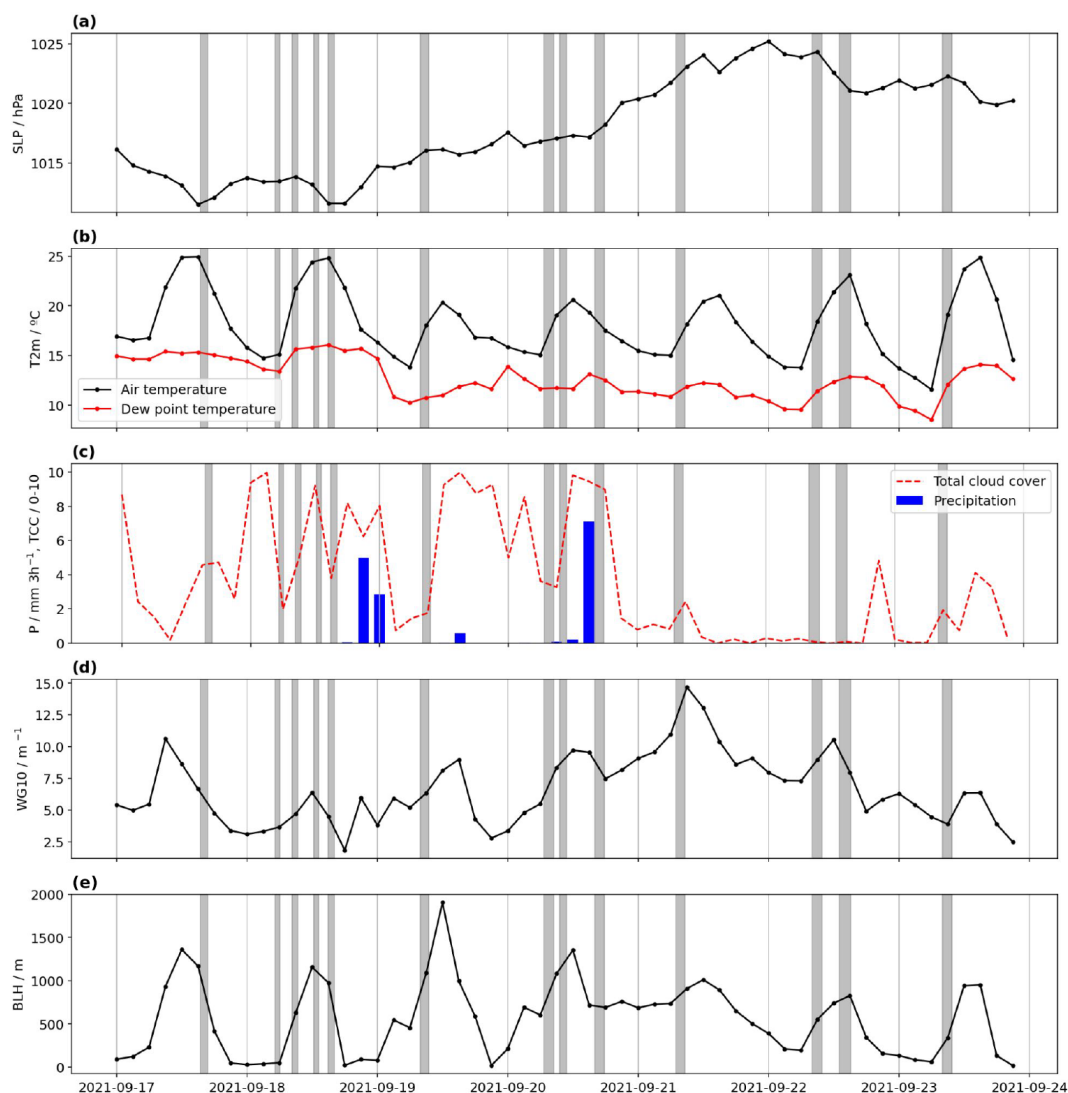 (a)
SLP / hPa
1025
1020
1015
(b)
T2m / ºC
25
20
15
10
Air temperature
Dew point temperature
(c)
P / mm 3h⁻¹, TCC / 0-10
10
8
6
4
2
0
Total cloud cover
Precipitation
(d)
WG10 / m ⁻¹
15.0
12.5
10.0
7.5
5.0
2.5
(e)
BLH / m
2000
1500
1000
500
0
2021-09-17 2021-09-18 2021-09-19 2021-09-20 2021-09-21 2021-09-22 2021-09-23 2021-09-24